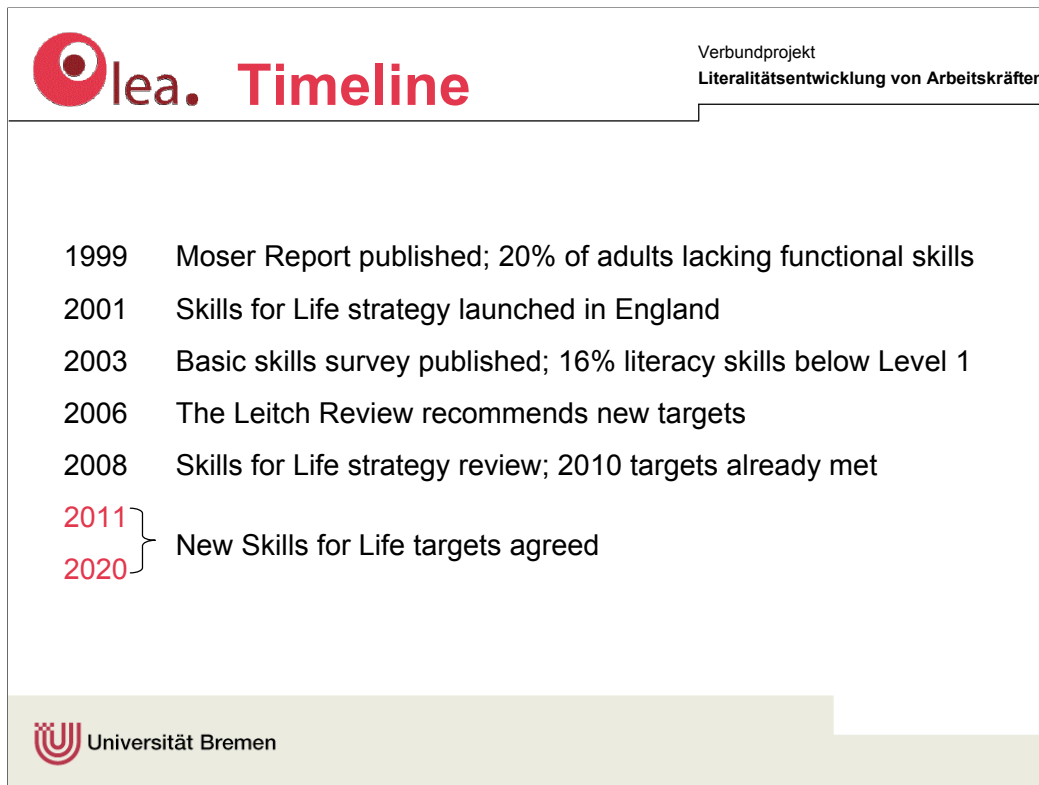 lea. Timeline
Verbundprojekt
Literalitätsentwicklung von Arbeitskräften
1999 Moser Report published; 20% of adults lacking functional skills
2001 Skills for Life strategy launched in England
2003 Basic skills survey published; 16% literacy skills below Level 1
2006 The Leitch Review recommends new targets
2008 Skills for Life strategy review; 2010 targets already met
2011
New Skills for Life targets agreed
2020
Universität Bremen